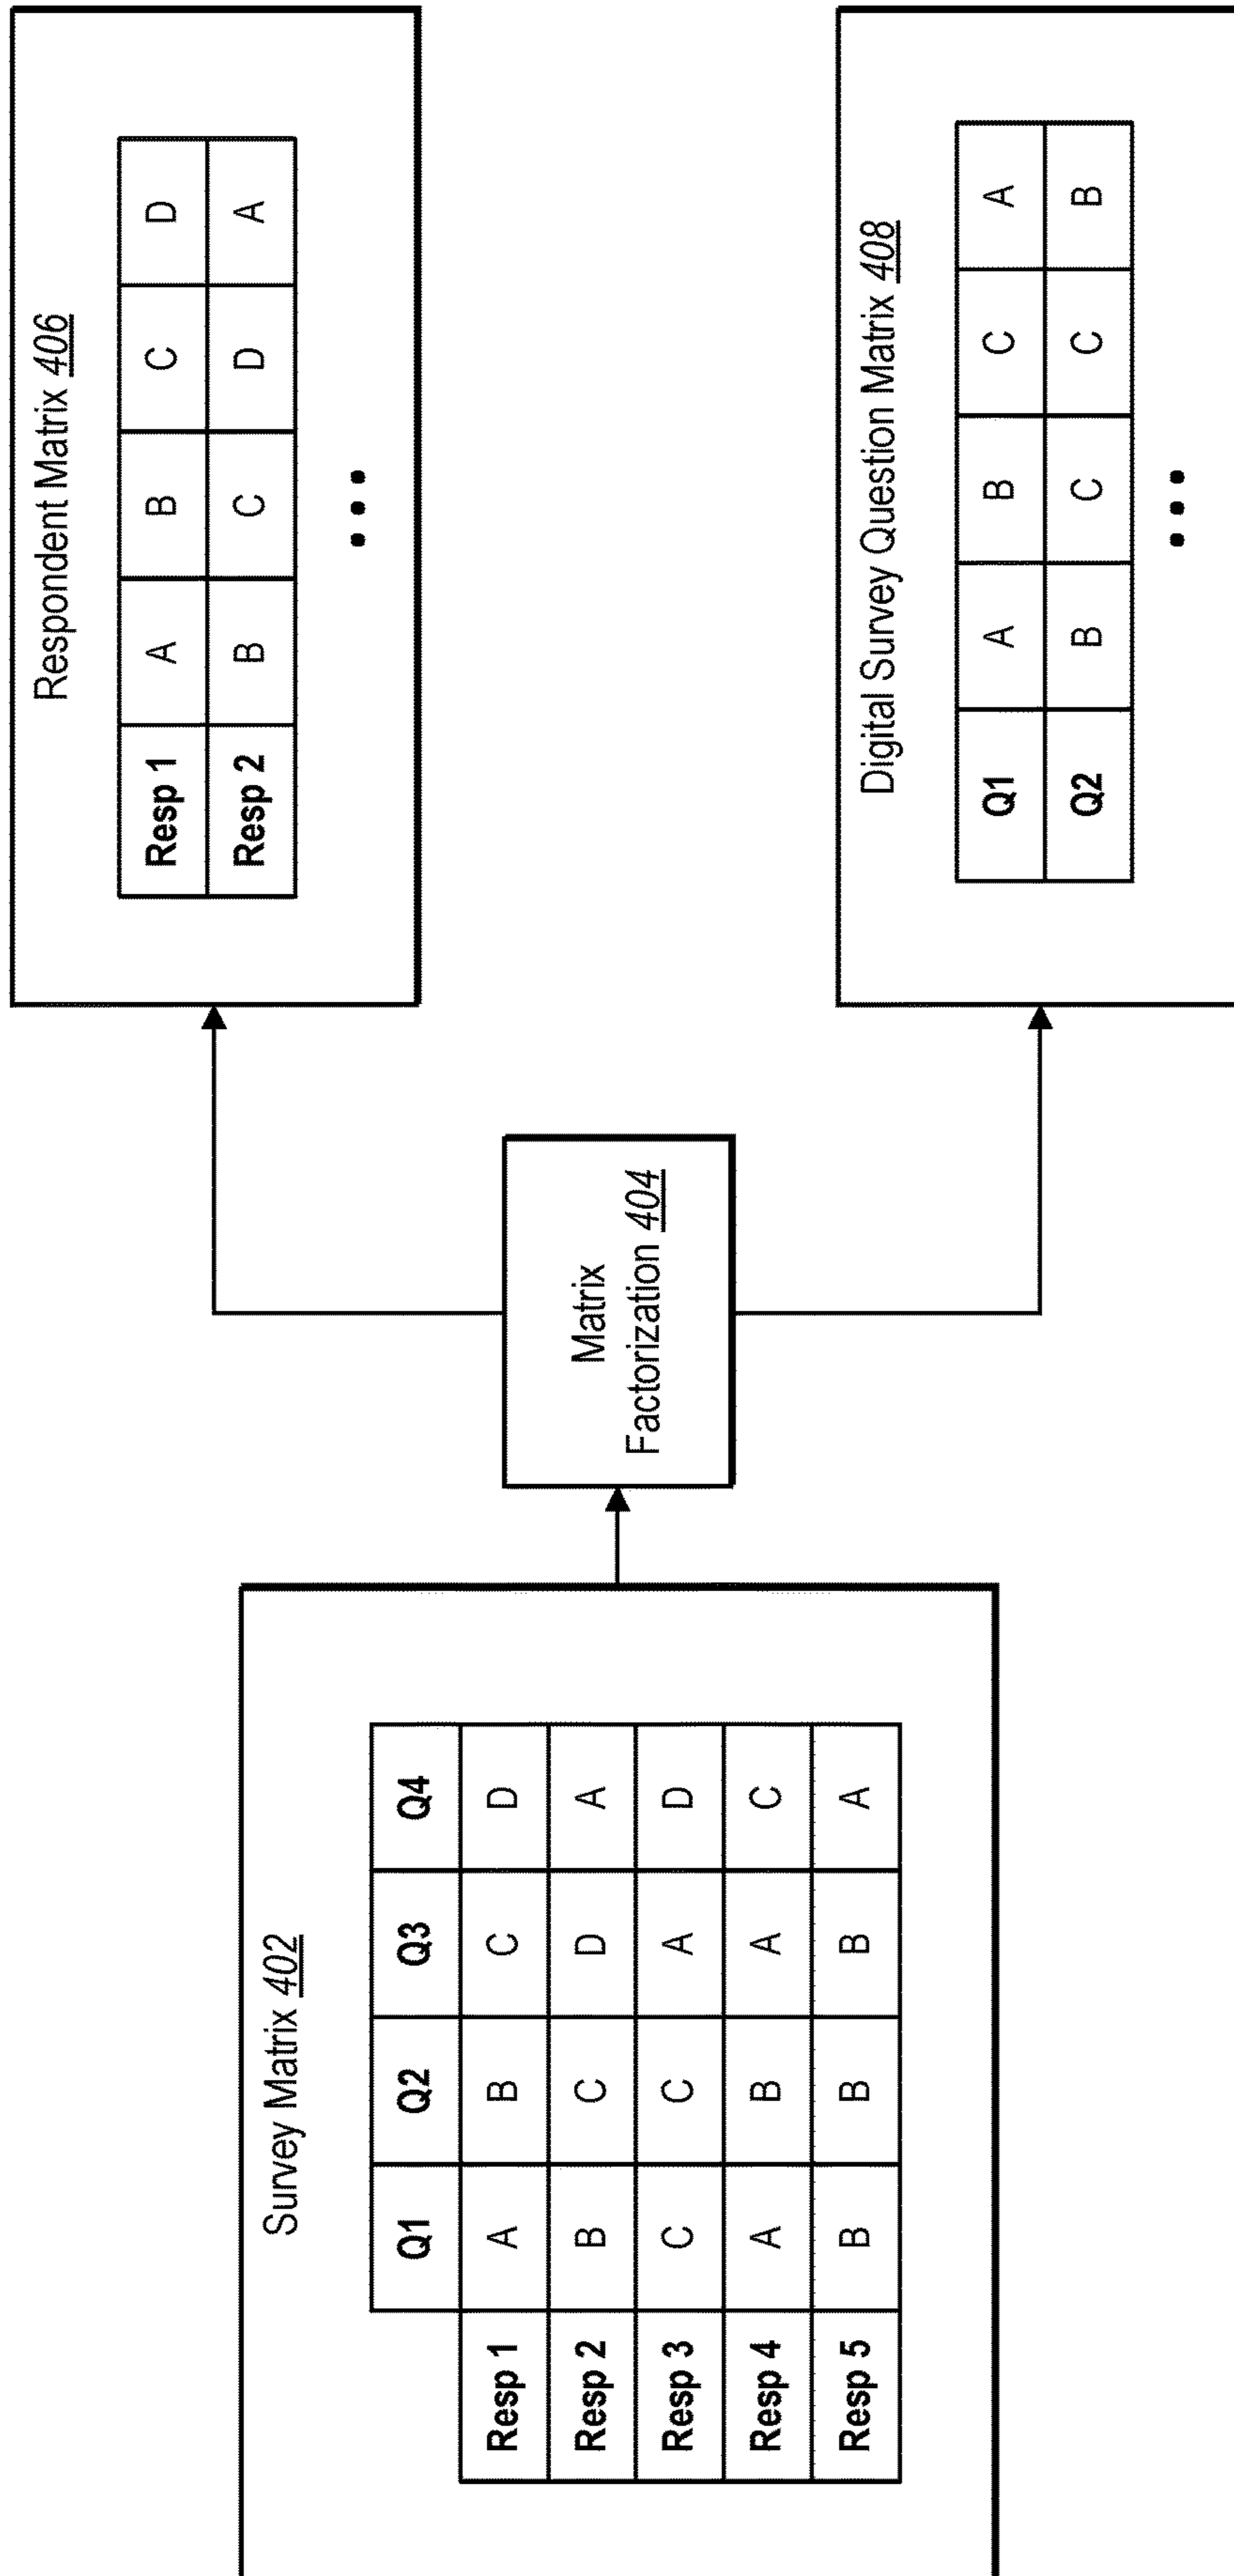 Survey Matrix 402
Q1 Q2 Q3 Q4
Resp 1 A B C D
Resp 2 B C D A
Resp 3 C C A D
Resp 4 A B A C
Resp 5 B B B A
Matrix
Factorization 404
Respondent Matrix 406
Resp 1 A B C D
Resp 2 B C D A
•••
Digital Survey Question Matrix 408
Q1 A B C A
Q2 B C C B
•••